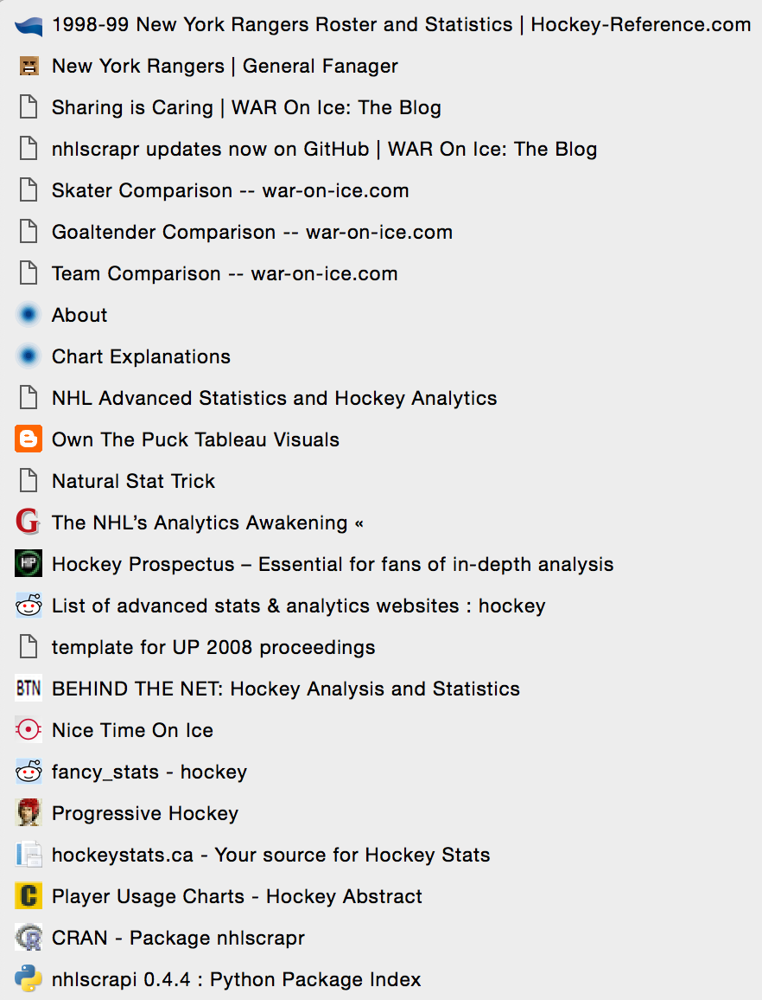 1998-99 New York Rangers Roster and Statistics | Hockey-Reference.com
New York Rangers | General Fanager
Sharing is Caring | WAR On Ice: The Blog
nhlscrapr updates now on GitHub | WAR On Ice: The Blog
Skater Comparison -- war-on-ice.com
Goaltender Comparison -- war-on-ice.com
Team Comparison -- war-on-ice.com
About
Chart Explanations
NHL Advanced Statistics and Hockey Analytics
Own The Puck Tableau Visuals
Natural Stat Trick
G The NHL’s Analytics Awakening «
HP Hockey Prospectus – Essential for fans of in-depth analysis
List of advanced stats & analytics websites : hockey
template for UP 2008 proceedings
BTN BEHIND THE NET: Hockey Analysis and Statistics
Nice Time On Ice
fancy_stats - hockey
Progressive Hockey
hockeystats.ca - Your source for Hockey Stats
C Player Usage Charts - Hockey Abstract
R CRAN - Package nhlscrapr
nhlscrapi 0.4.4 : Python Package Index